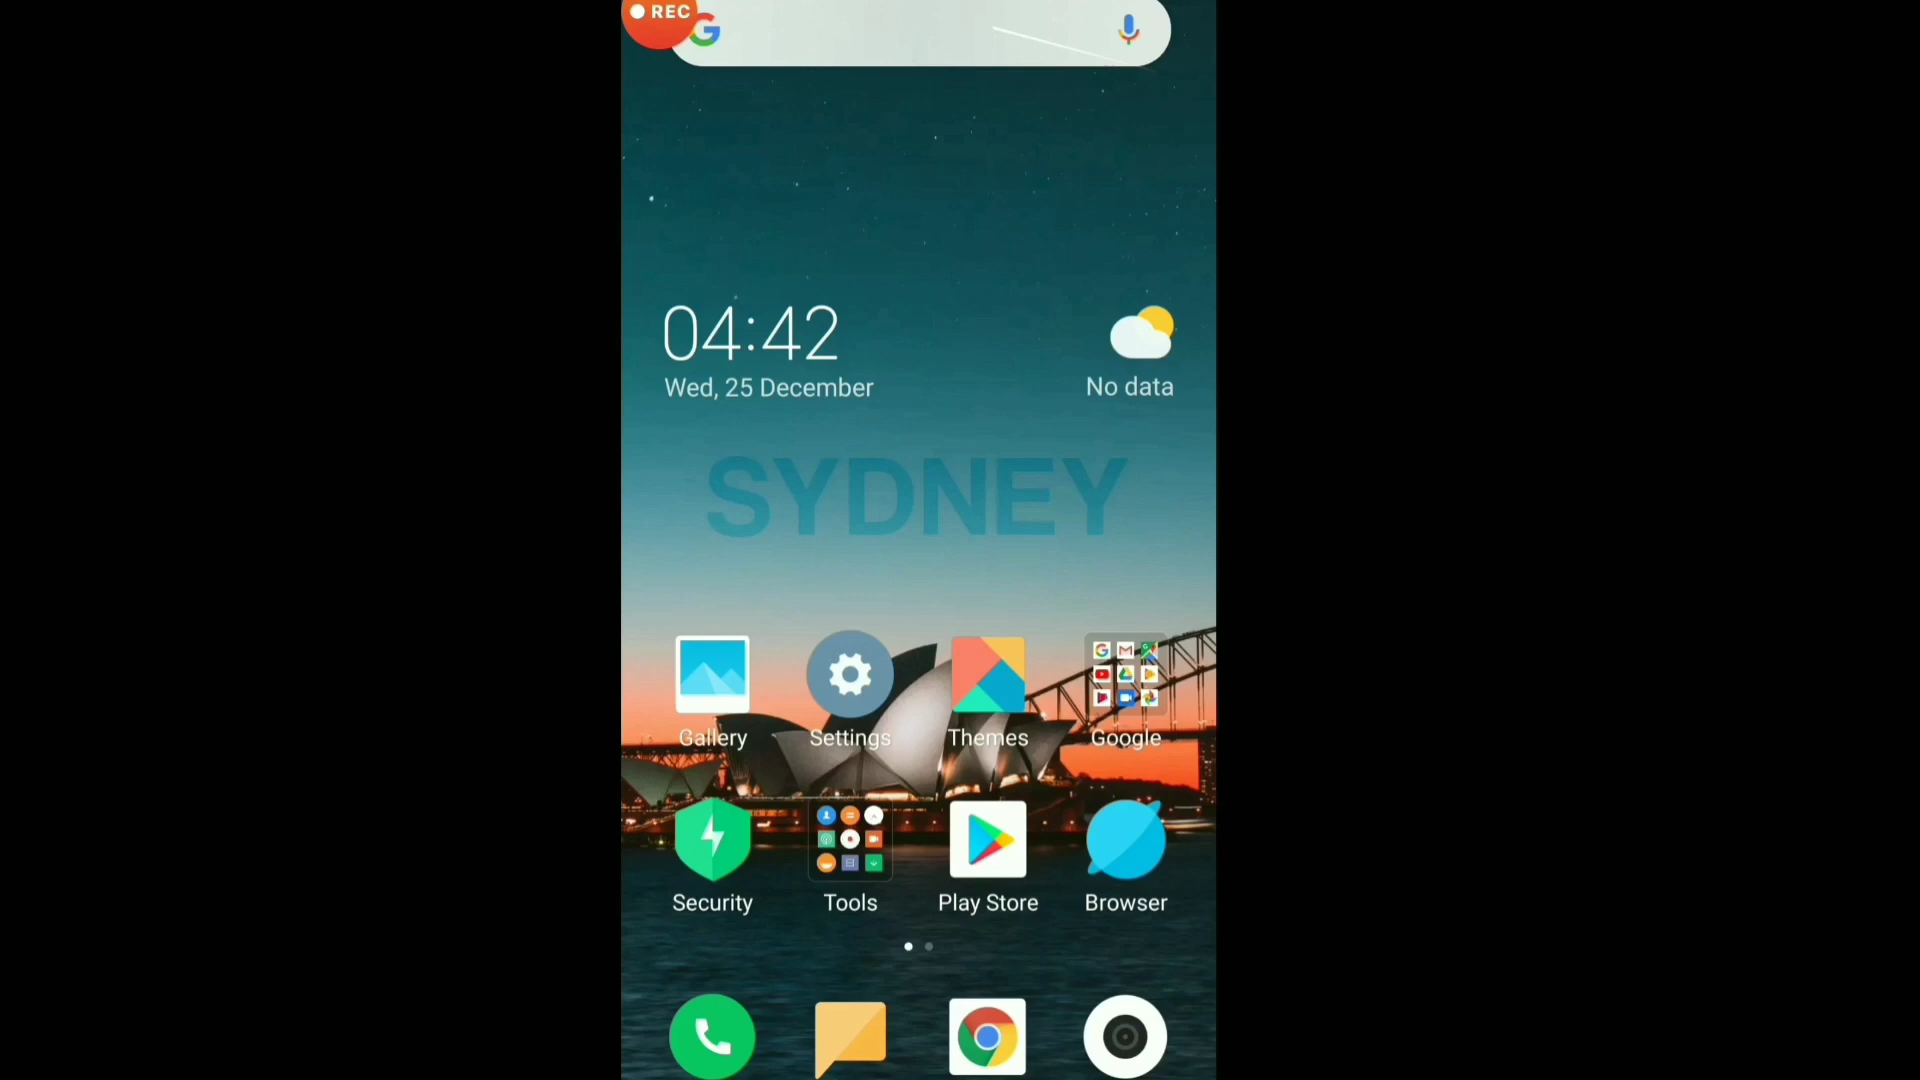 REC
04:42
Wed, 25 December
No data
SYDNEY
Gallery
Settings
Themes
Google
Security
Tools
Play Store
Browser